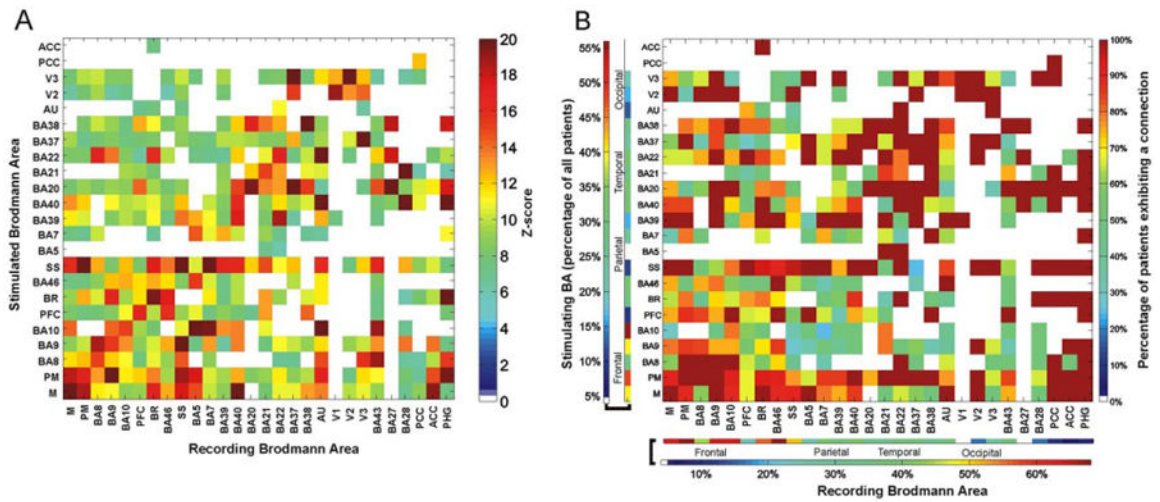 A
B
Stimulated Brodmann Area
ACC
PCC
V3
V2
AU
BA38
BA37
BA22
BA21
BA20
BA40
BA39
BA7
BA5
SS
BA46
BR
PFC
BA10
BA9
BA8
PM
M
M PM BA8 BA9 BA10 PFC BR BA46 SS BA5 BA7 BA39 BA40 BA20 BA21 BA22 BA37 BA38 AU V1 V2 V3 BA43 BA27 BA28 PCC ACC PHG
Recording Brodmann Area
20
18
16
14
12
10
8
6
4
2
0
Z-score
Stimulating BA (percentage of all patients)
55%
50%
45%
40%
35%
30%
25%
20%
15%
10%
5%
Occipital
Temporal
Parietal
Frontal
ACC
PCC
V3
V2
AU
BA38
BA37
BA22
BA21
BA20
BA40
BA39
BA7
BA5
SS
BA46
BR
PFC
BA10
BA9
BA8
PM
M
M PM BA8 BA9 BA10 PFC BR BA46 SS BA5 BA7 BA39 BA40 BA20 BA21 BA22 BA37 BA38 AU V1 V2 V3 BA43 BA27 BA28 PCC ACC PHG
100%
90%
80%
70%
60%
50%
40%
30%
20%
10%
0%
Percentage of patients exhibiting a connection
Frontal Parietal Temporal Occipital
10% 20% 30% 40% 50% 60%
Recording Brodmann Area